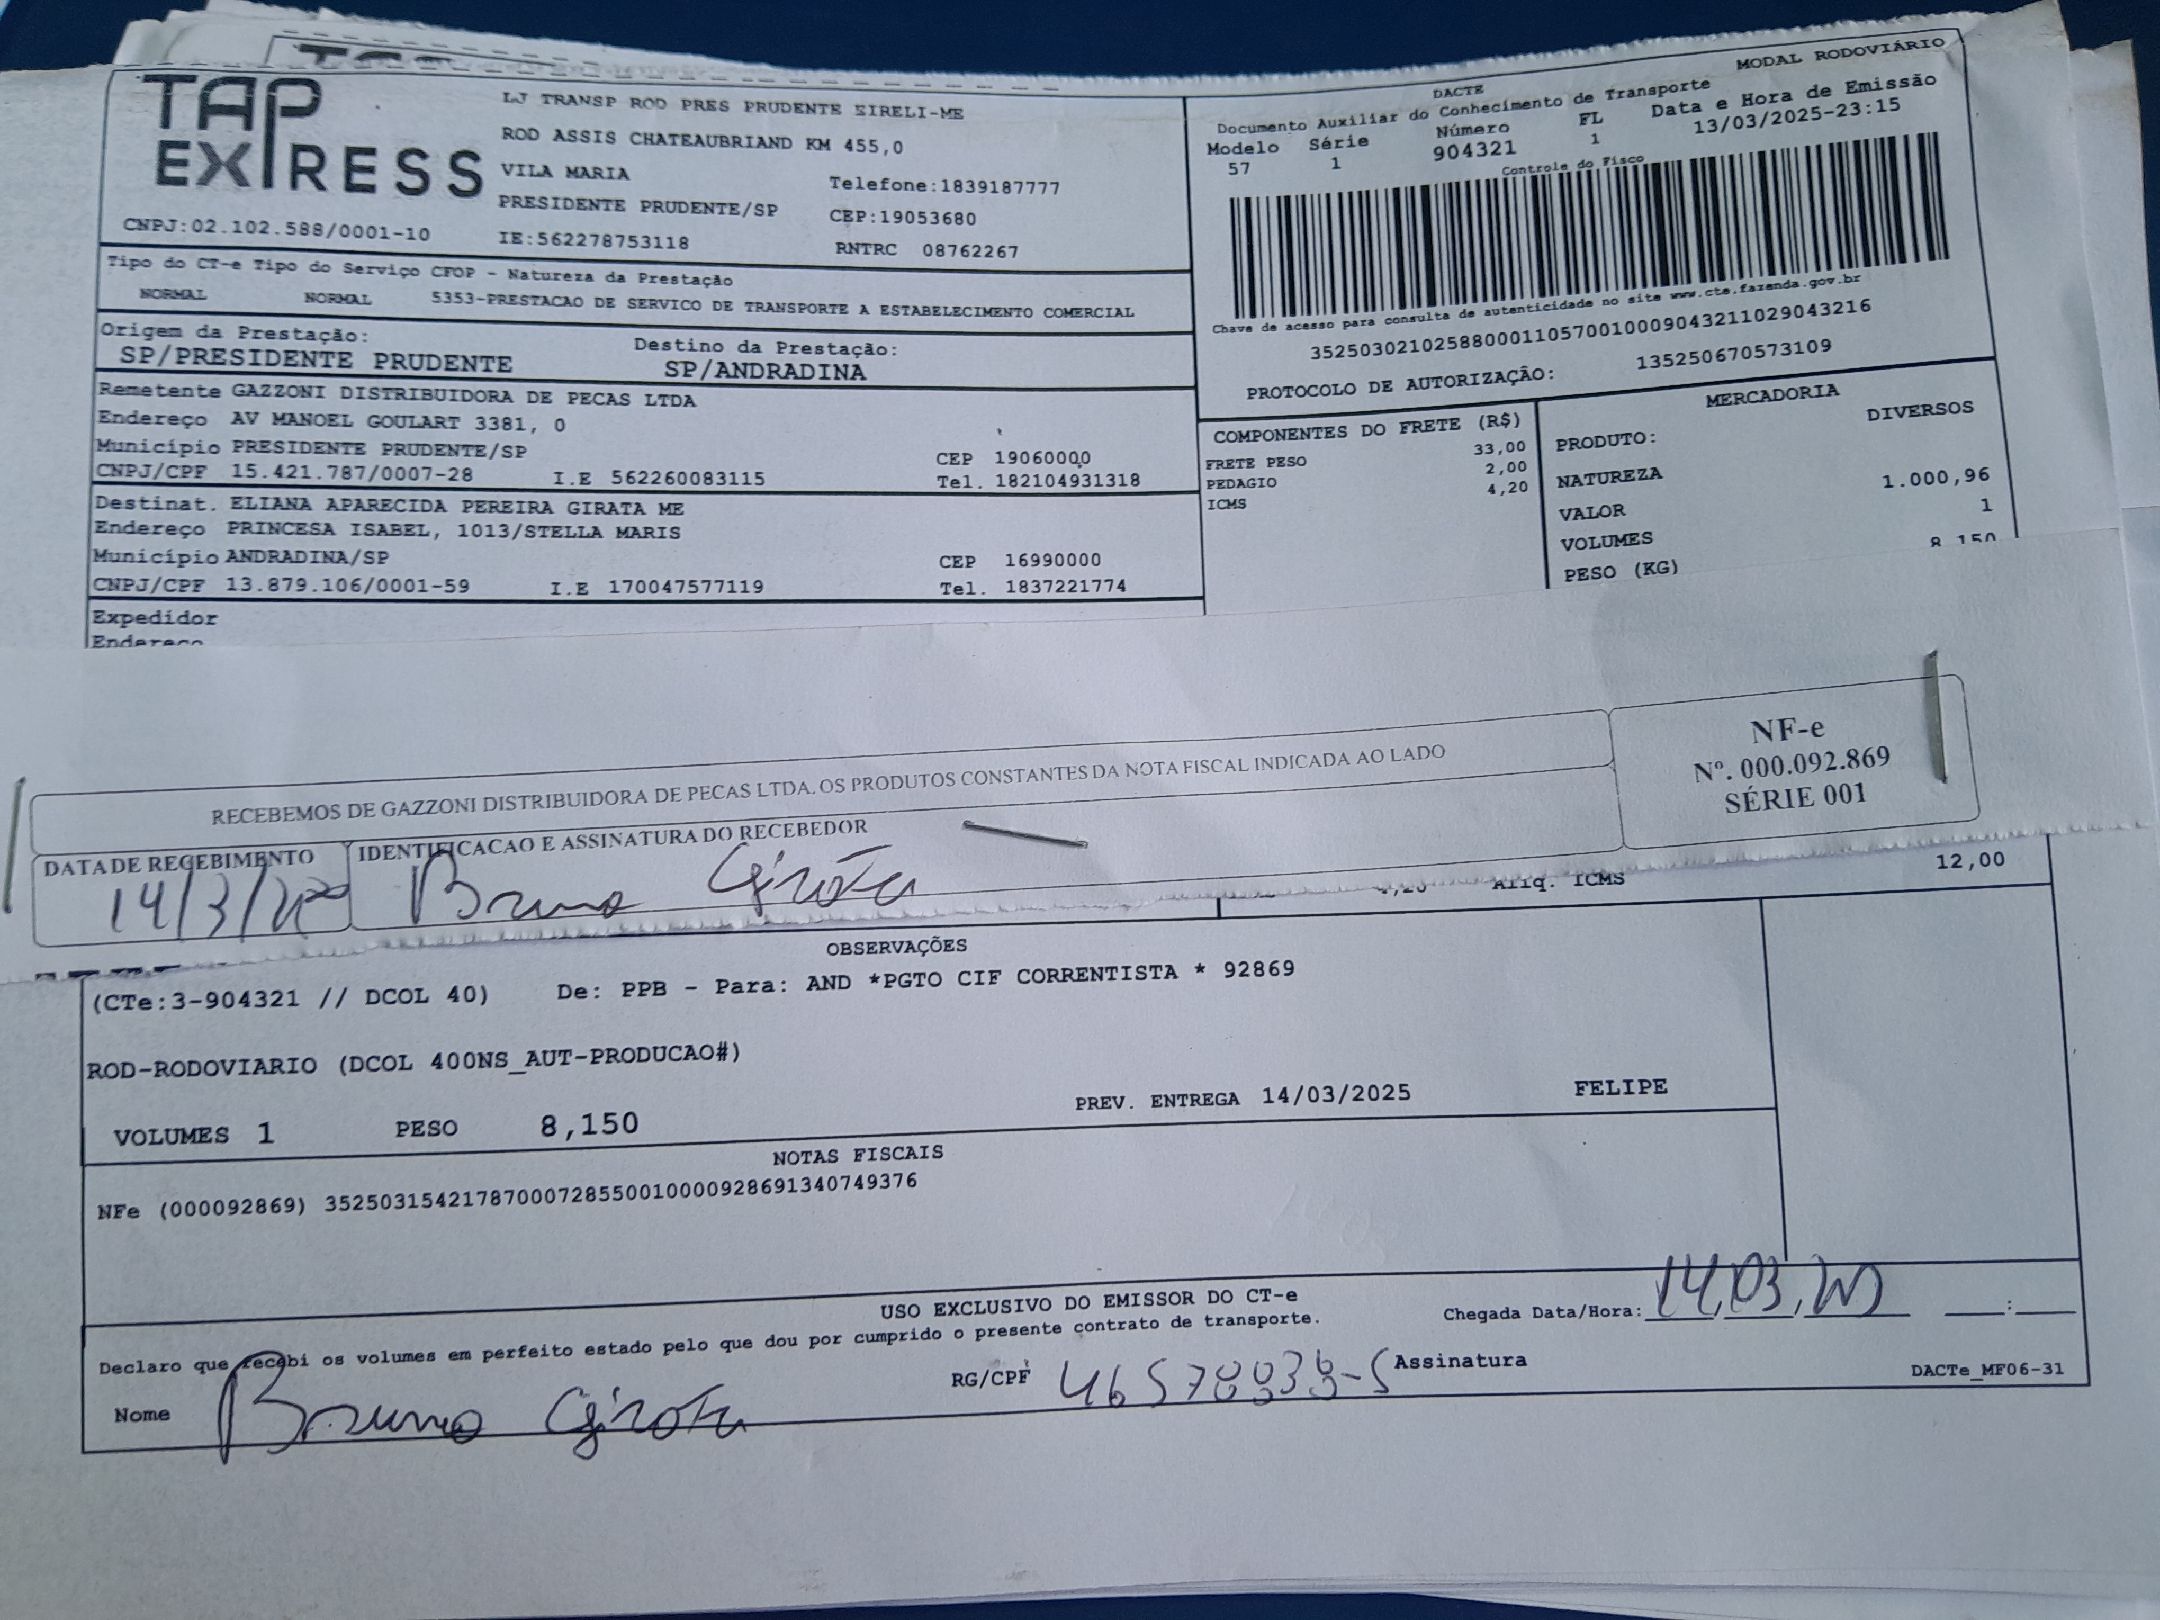 TAP
EXPRESS
CNPJ:02.102.588/0001-10
LJ TRANSP ROD PRES PRUDENTE EIRELI-ME
ROD ASSIS CHATEAUBRIAND KM 455,0
VILA MARIA
Telefone:1839187777
PRESIDENTE PRUDENTE/SP CEP:19053680
IE:562278753118 RNTRC 08762267
MODAL RODOVIÁRIO
DACTE
Documento Auxiliar do Conhecimento de Transporte
Modelo Série Número FL Data e Hora de Emissão
57 1 904321 1 13/03/2025-23:15
Controle do Fisco
Chave de acesso para consulta de autenticidade no site www.cte.fazenda.gov.br
35250302102588000110570010009043211029043216
PROTOCOLO DE AUTORIZAÇÃO: 135250670573109
Tipo do CT-e Tipo do Serviço CFOP - Natureza da Prestação
NORMAL NORMAL 5353-PRESTACAO DE SERVICO DE TRANSPORTE A ESTABELECIMENTO COMERCIAL
Origem da Prestação: Destino da Prestação:
SP/PRESIDENTE PRUDENTE SP/ANDRADINA
Remetente GAZZONI DISTRIBUIDORA DE PECAS LTDA
Endereço AV MANOEL GOULART 3381, 0
Município PRESIDENTE PRUDENTE/SP CEP 19060000
CNPJ/CPF 15.421.787/0007-28 I.E 562260083115 Tel. 182104931318
Destinat. ELIANA APARECIDA PEREIRA GIRATA ME
Endereço PRINCESA ISABEL, 1013/STELLA MARIS
Município ANDRADINA/SP CEP 16990000
CNPJ/CPF 13.879.106/0001-59 I.E 170047577119 Tel. 1837221774
Expedidor
Endereço
COMPONENTES DO FRETE (R$)
FRETE PESO 33,00
PEDAGIO 2,00
ICMS 4,20
MERCADORIA
PRODUTO: DIVERSOS
NATUREZA
VALOR 1.000,96
VOLUMES 1
PESO (KG) 8,150
RECEBEMOS DE GAZZONI DISTRIBUIDORA DE PECAS LTDA. OS PRODUTOS CONSTANTES DA NOTA FISCAL INDICADA AO LADO
NF-e
Nº. 000.092.869
SÉRIE 001
DATA DE RECEBIMENTO IDENTIFICACAO E ASSINATURA DO RECEBEDOR
14/3/ Bruno Girota
Aliq. ICMS 12,00
OBSERVAÇÕES
(CTe:3-904321 // DCOL 40) De: PPB - Para: AND *PGTO CIF CORRENTISTA * 92869
ROD-RODOVIARIO (DCOL 400NS_AUT-PRODUCAO#)
PREV. ENTREGA 14/03/2025 FELIPE
VOLUMES 1 PESO 8,150
NOTAS FISCAIS
NFe (000092869) 35250315421787000728550010000928691340749376
USO EXCLUSIVO DO EMISSOR DO CT-e
Declaro que recebi os volumes em perfeito estado pelo que dou por cumprido o presente contrato de transporte.
Chegada Data/Hora: 14,03, :
Nome Bruno Girota RG/CPF Assinatura
DACTe_MF06-31